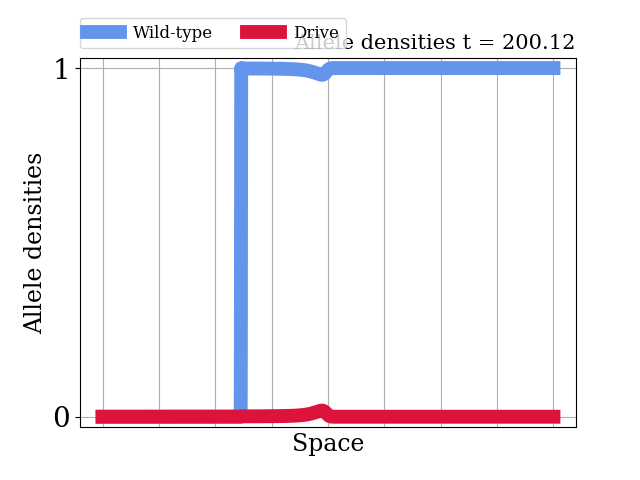 Wild-type Drive
Allele densities t = 200.12
1
Allele densities
0
Space